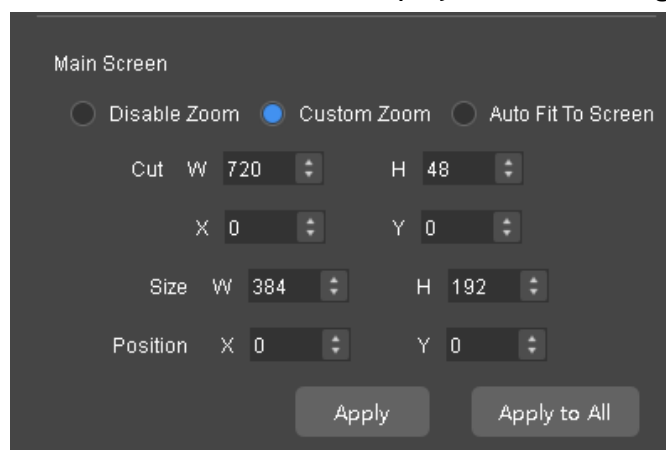 Main Screen
Disable Zoom Custom Zoom Auto Fit To Screen
Cut W 720 H 48
X 0 Y 0
Size W 384 H 192
Position X 0 Y 0
Apply Apply to All